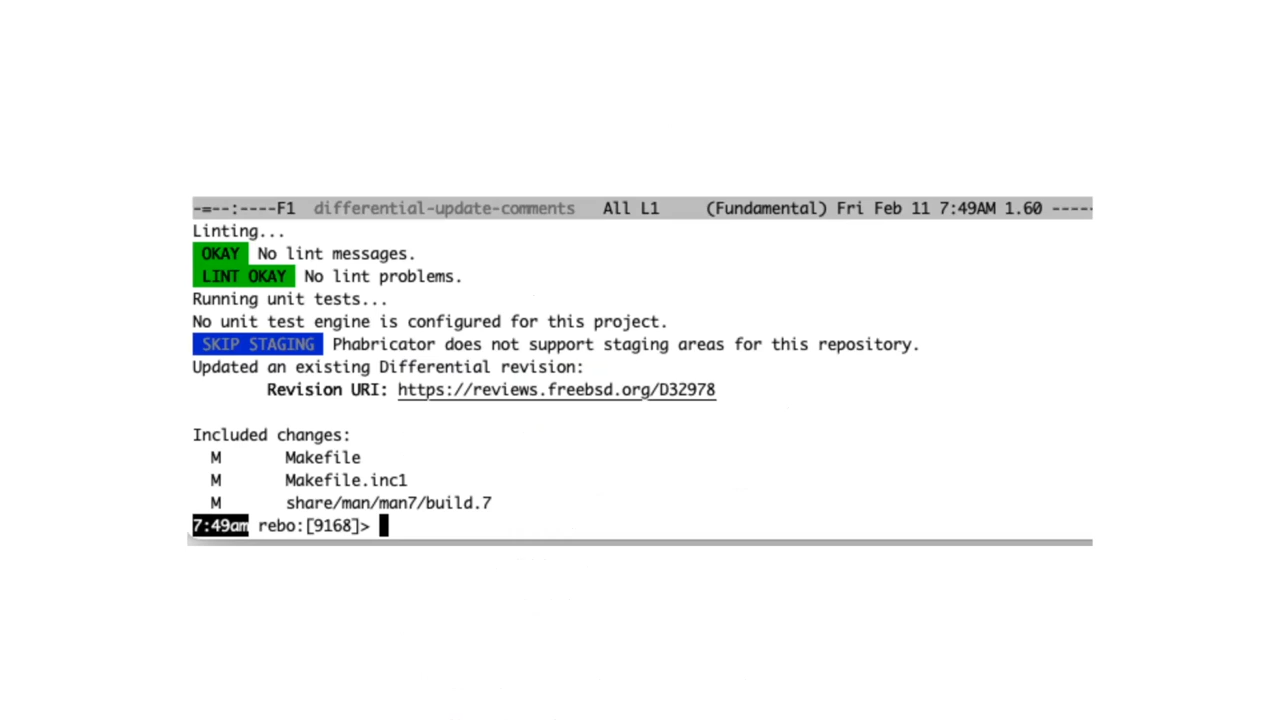 -=--:----F1  differential-update-comments   All L1     (Fundamental) Fri Feb 11 7:49AM 1.60 -----
Linting...
 OKAY  No lint messages.
 LINT OKAY  No lint problems.
Running unit tests...
No unit test engine is configured for this project.
 SKIP STAGING  Phabricator does not support staging areas for this repository.
Updated an existing Differential revision:
        Revision URI: https://reviews.freebsd.org/D32978
Included changes:
  M       Makefile
  M       Makefile.inc1
  M       share/man/man7/build.7
7:49am rebo:[9168]>